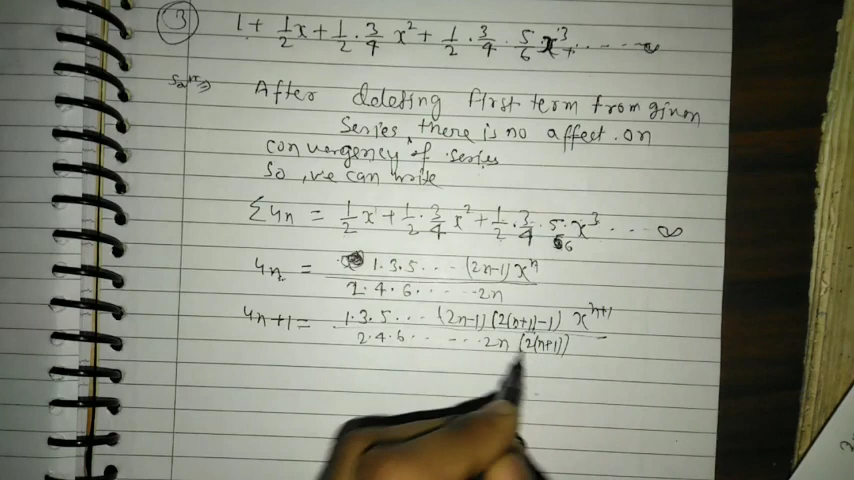 ③ 1 + 1/2 x + 1/2 · 3/4 x² + 1/2 · 3/4 · 5/6 x³ + ..... ∞
Solⁿ ⇒ After deleting first term from given
series, there is no affect on
convergency of series
So, we can write
Σ un = 1/2 x + 1/2 · 3/4 x² + 1/2 · 3/4 · 5/6 · x³ ... ∞
un = 1·3·5 ... (2n-1) xⁿ / 2·4·6 ...... 2n
un+1 = 1·3·5 ... (2n-1) (2(n+1)-1) xⁿ⁺¹ / 2·4·6 ...... 2n (2(n+1))